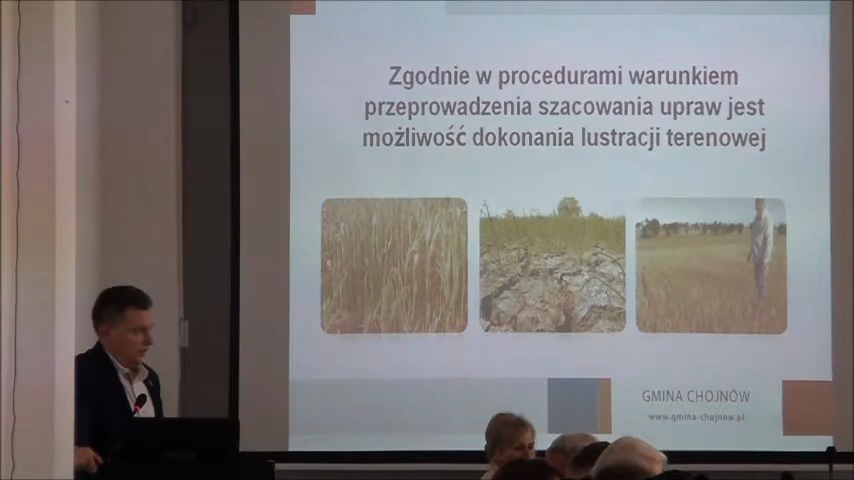 Zgodnie w procedurami warunkiem
przeprowadzenia szacowania upraw jest
możliwość dokonania lustracji terenowej
GMINA CHOJNÓW
www.gmina-chojnow.pl